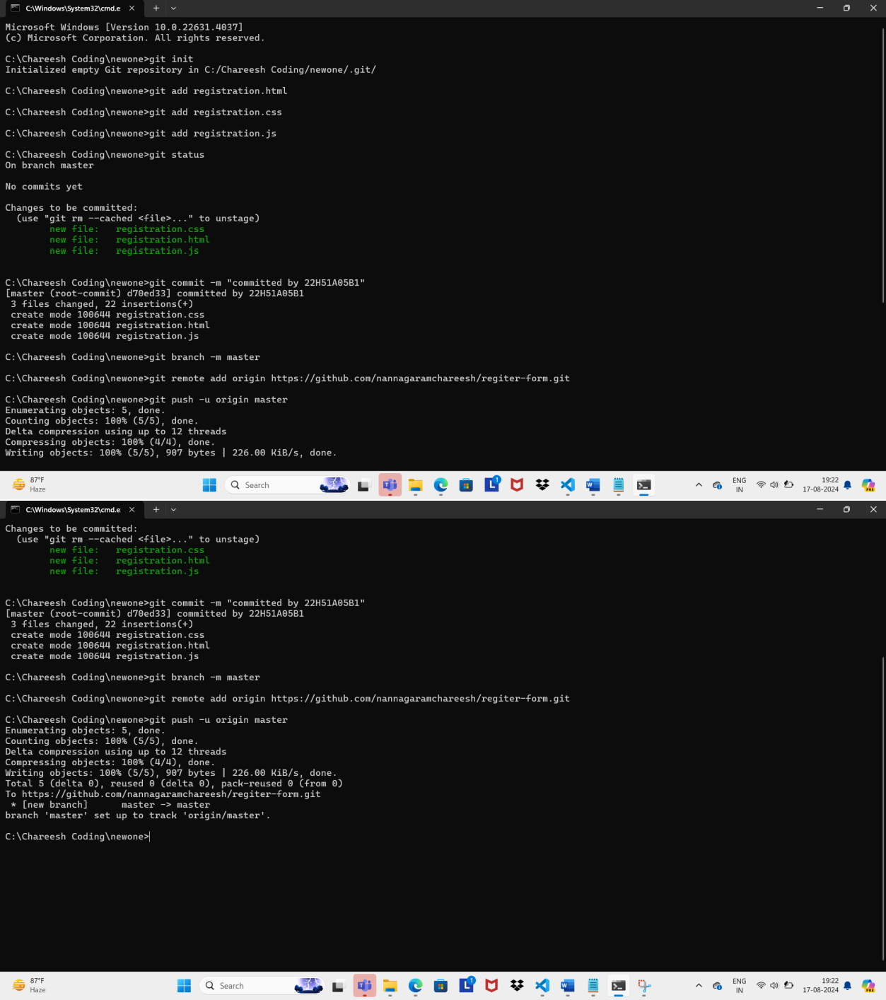 C:\Windows\System32\cmd.e
Microsoft Windows [Version 10.0.22631.4037]
(c) Microsoft Corporation. All rights reserved.
C:\Chareesh Coding\newone>git init
Initialized empty Git repository in C:/Chareesh Coding/newone/.git/
C:\Chareesh Coding\newone>git add registration.html
C:\Chareesh Coding\newone>git add registration.css
C:\Chareesh Coding\newone>git add registration.js
C:\Chareesh Coding\newone>git status
On branch master
No commits yet
Changes to be committed:
  (use "git rm --cached <file>..." to unstage)
        new file:   registration.css
        new file:   registration.html
        new file:   registration.js
C:\Chareesh Coding\newone>git commit -m "committed by 22H51A05B1"
[master (root-commit) d70ed33] committed by 22H51A05B1
 3 files changed, 22 insertions(+)
 create mode 100644 registration.css
 create mode 100644 registration.html
 create mode 100644 registration.js
C:\Chareesh Coding\newone>git branch -m master
C:\Chareesh Coding\newone>git remote add origin https://github.com/nannagaramchareesh/regiter-form.git
C:\Chareesh Coding\newone>git push -u origin master
Enumerating objects: 5, done.
Counting objects: 100% (5/5), done.
Delta compression using up to 12 threads
Compressing objects: 100% (4/4), done.
Writing objects: 100% (5/5), 907 bytes | 226.00 KiB/s, done.
87°F
Haze
Search
L
1
W
ENG
IN
19:22
17-08-2024
PRE
C:\Windows\System32\cmd.e
Changes to be committed:
  (use "git rm --cached <file>..." to unstage)
        new file:   registration.css
        new file:   registration.html
        new file:   registration.js
C:\Chareesh Coding\newone>git commit -m "committed by 22H51A05B1"
[master (root-commit) d70ed33] committed by 22H51A05B1
 3 files changed, 22 insertions(+)
 create mode 100644 registration.css
 create mode 100644 registration.html
 create mode 100644 registration.js
C:\Chareesh Coding\newone>git branch -m master
C:\Chareesh Coding\newone>git remote add origin https://github.com/nannagaramchareesh/regiter-form.git
C:\Chareesh Coding\newone>git push -u origin master
Enumerating objects: 5, done.
Counting objects: 100% (5/5), done.
Delta compression using up to 12 threads
Compressing objects: 100% (4/4), done.
Writing objects: 100% (5/5), 907 bytes | 226.00 KiB/s, done.
Total 5 (delta 0), reused 0 (delta 0), pack-reused 0 (from 0)
To https://github.com/nannagaramchareesh/regiter-form.git
 * [new branch]      master -> master
branch 'master' set up to track 'origin/master'.
C:\Chareesh Coding\newone>
87°F
Haze
Search
L
1
W
ENG
IN
19:22
17-08-2024
PRE